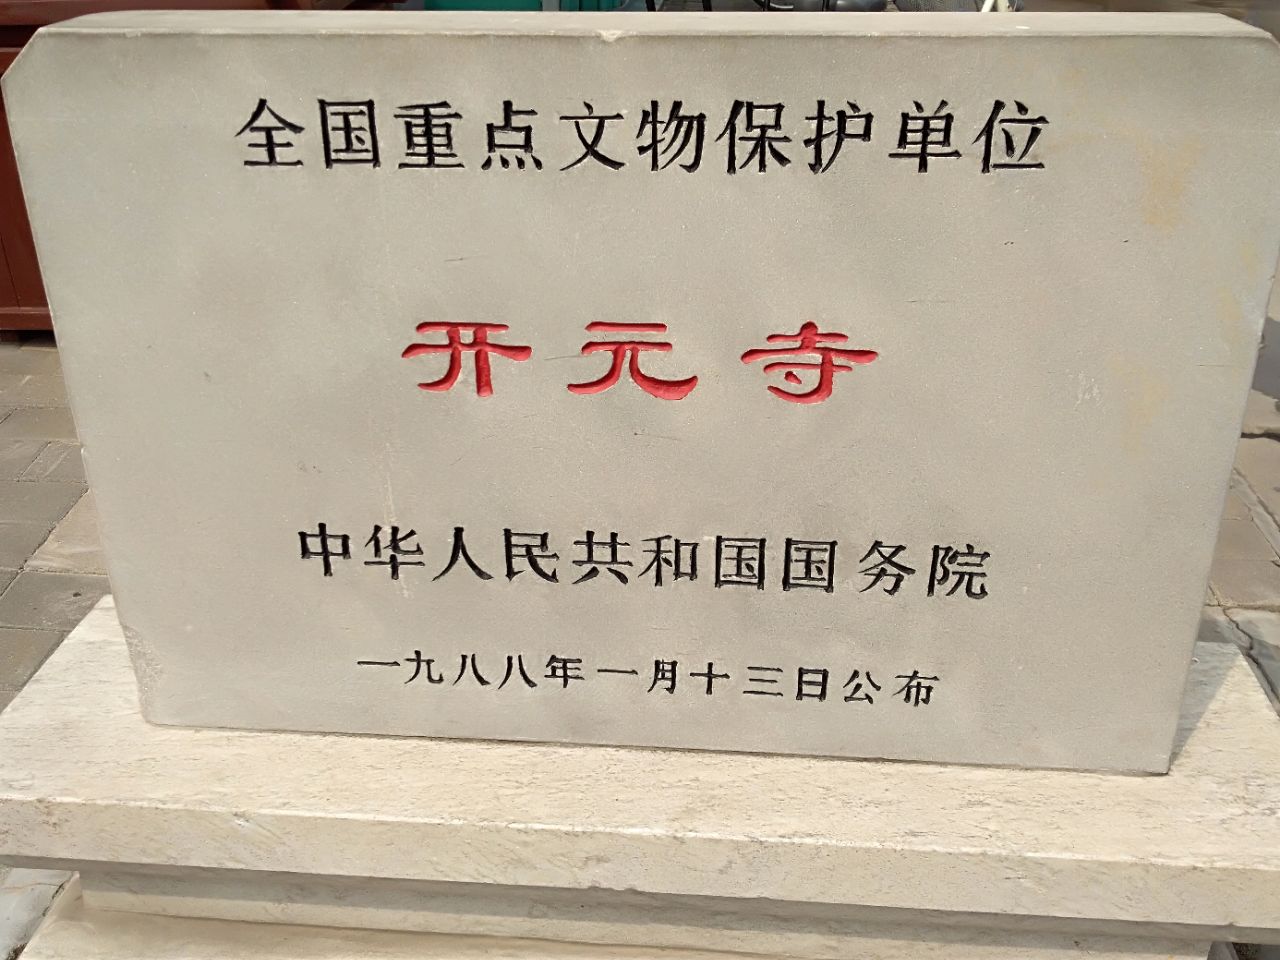 全国重点文物保护单位
开元寺
中华人民共和国国务院
一九八八年一月十三日公布